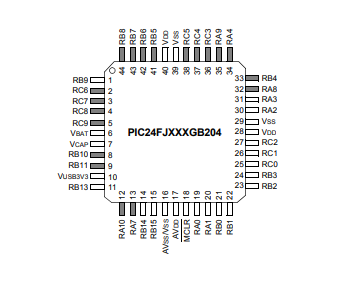 RB8 RB7 RB6 RB5 VDD VSS RC5 RC4 RC3 RA9 RA4
44 43 42 41 40 39 38 37 36 35 34
RB9 1 33 RB4
RC6 2 32 RA8
RC7 3 31 RA3
RC8 4 30 RA2
RC9 5 29 VSS
VBAT 6 28 VDD
VCAP 7 27 RC2
RB10 8 26 RC1
RB11 9 25 RC0
VUSB3V3 10 24 RB3
RB13 11 23 RB2
PIC24FJXXXGB204
12 13 14 15 16 17 18 19 20 21 22
RA10 RA7 RB14 RB15 AVSS/VSS AVDD MCLR RA0 RA1 RB0 RB1